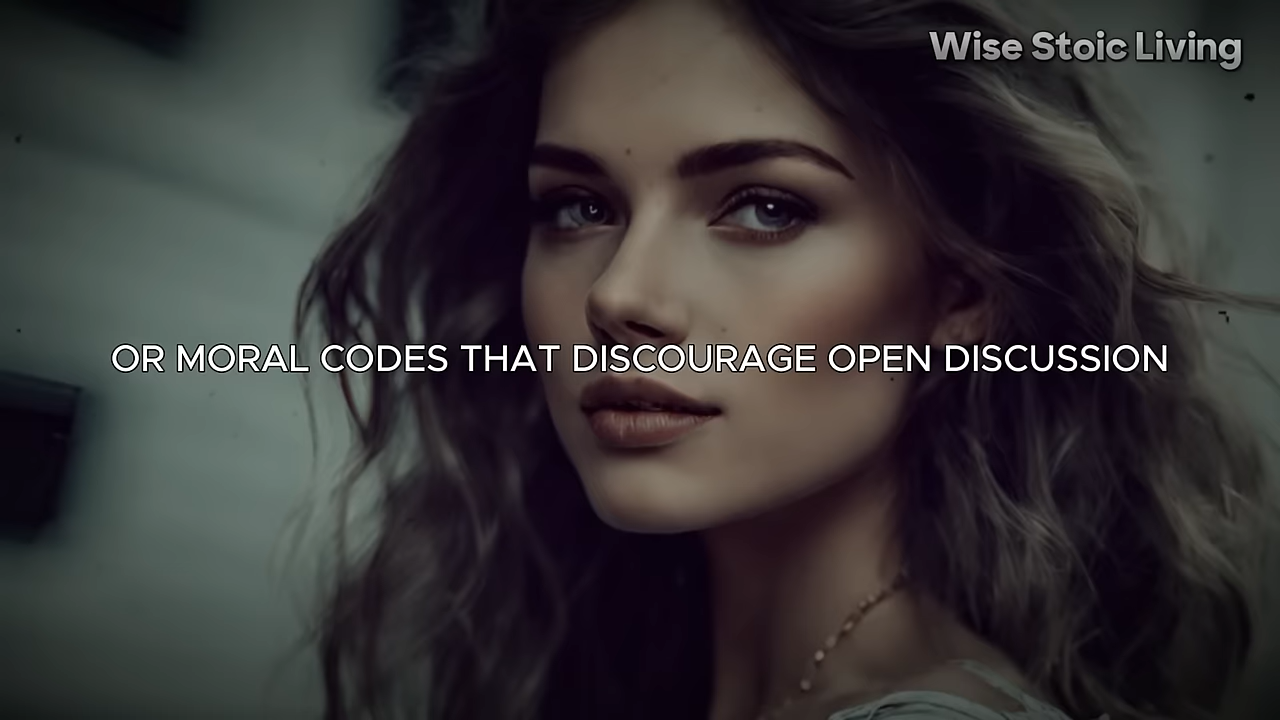 Wise Stoic Living
OR MORAL CODES THAT DISCOURAGE OPEN DISCUSSION